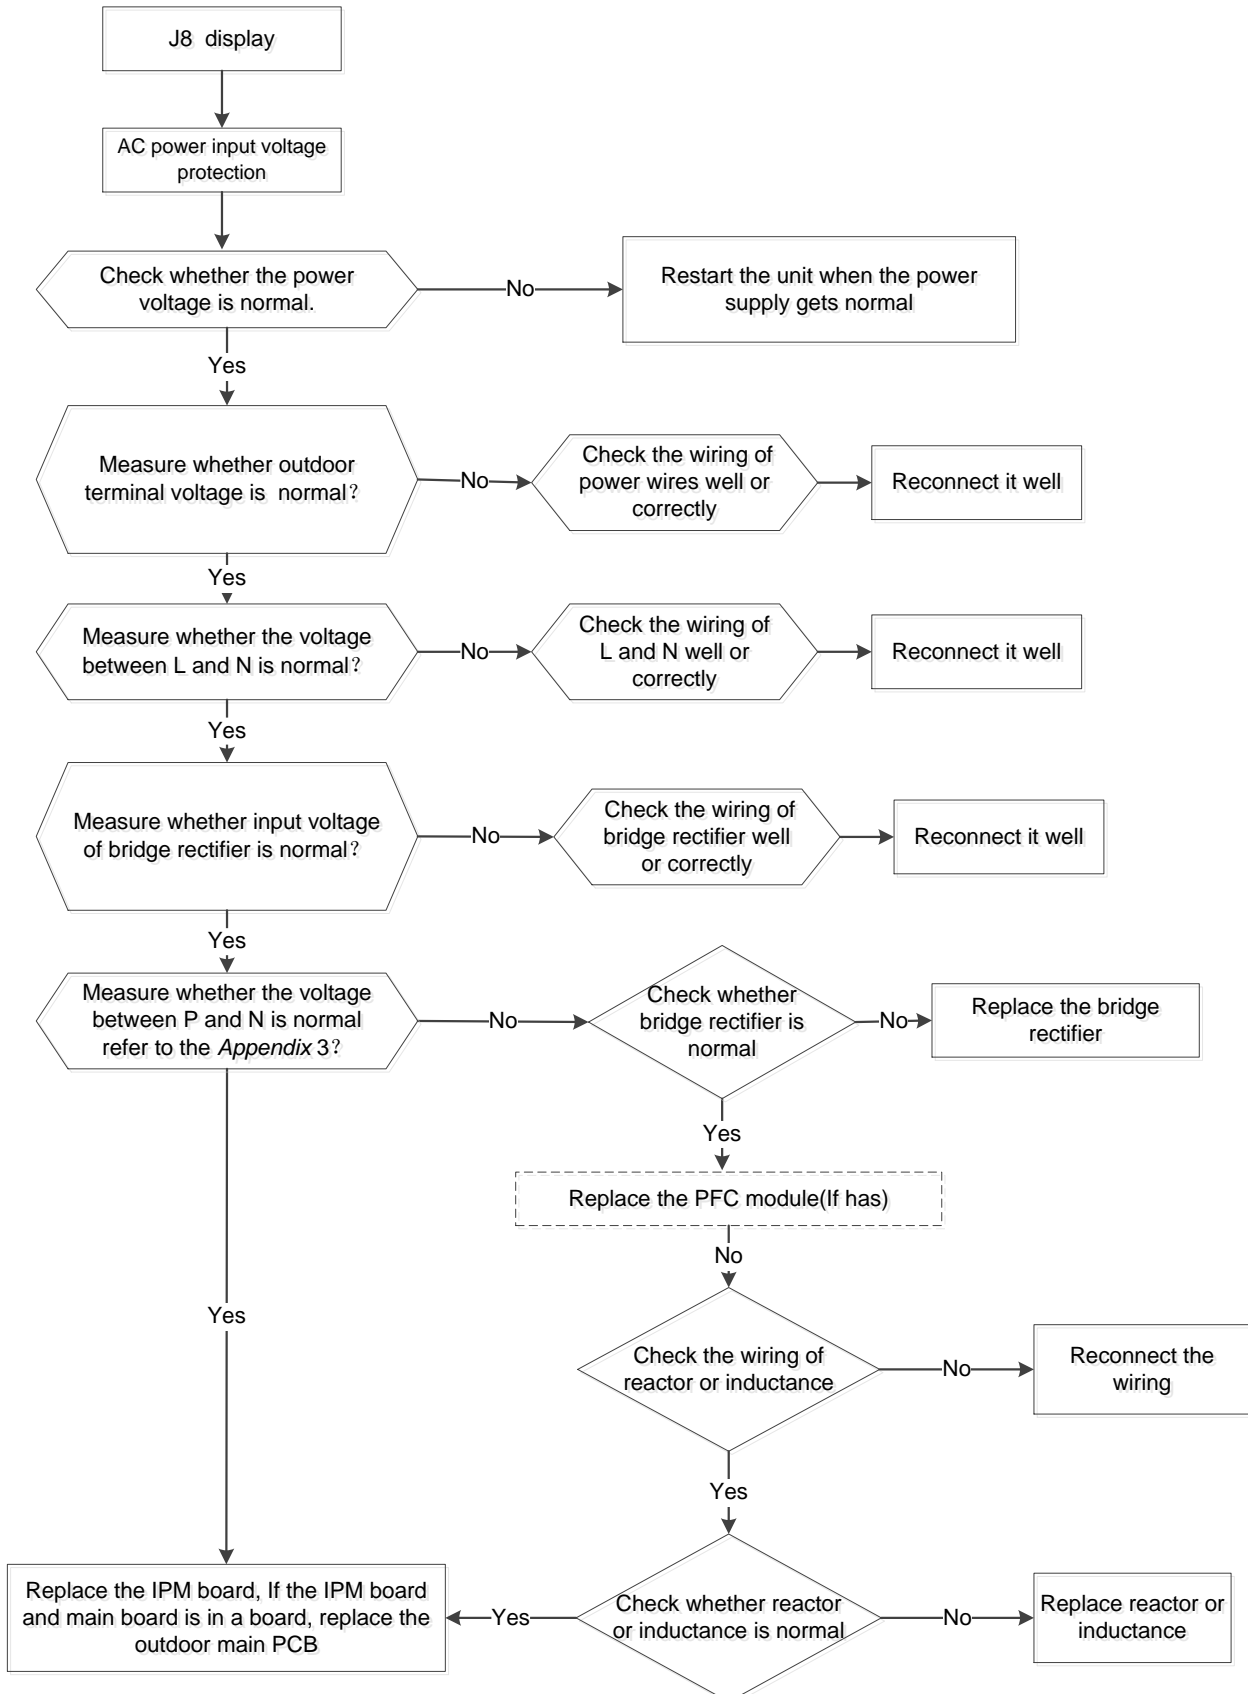 J8  display
AC power input voltage
protection
Check whether the power
voltage is normal.
No
Restart the unit when the power
supply gets normal
Yes
Measure whether outdoor
terminal voltage is  normal？
No
Check the wiring of
power wires well or
correctly
Reconnect it well
Yes
Measure whether the voltage
between L and N is normal？
No
Check the wiring of
L and N well or
correctly
Reconnect it well
Yes
Measure whether input voltage
of bridge rectifier is normal？
No
Check the wiring of
bridge rectifier well
or correctly
Reconnect it well
Yes
Measure whether the voltage
between P and N is normal
refer to the Appendix 3？
No
Check whether
bridge rectifier is
normal
No
Replace the bridge
rectifier
Yes
Replace the PFC module(If has)
No
Yes
Check the wiring of
reactor or inductance
No
Reconnect the
wiring
Yes
Replace the IPM board, If the IPM board
and main board is in a board, replace the
outdoor main PCB
Yes
Check whether reactor
or inductance is normal
No
Replace reactor or
inductance